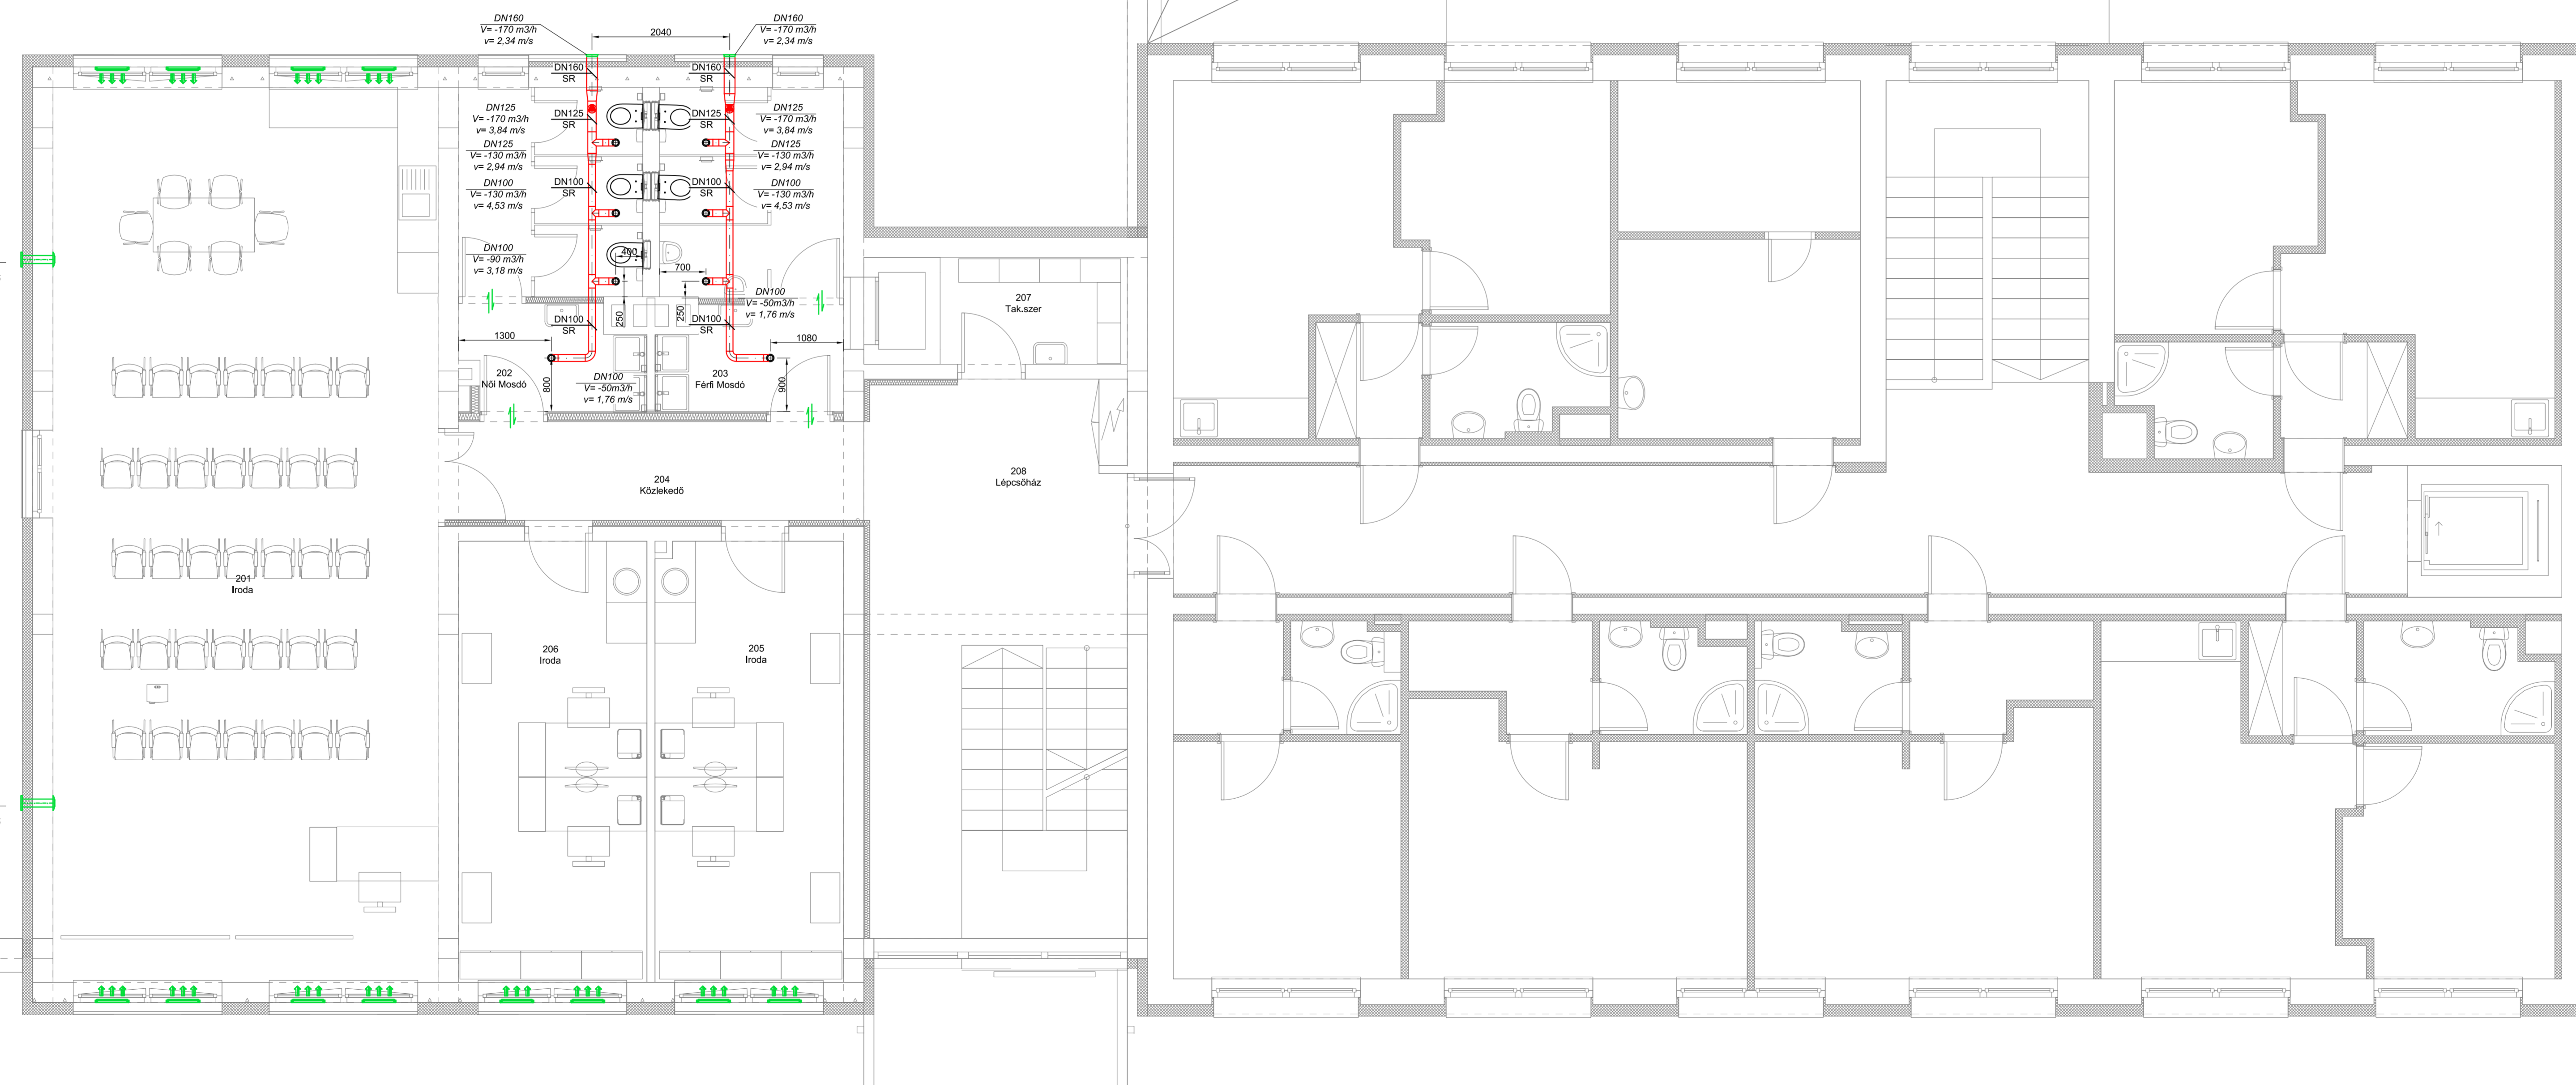 DN160
V= -170 m3/h
v= 2,34 m/s
DN160
V= -170 m3/h
v= 2,34 m/s
2040
DN160
SR
DN160
SR
DN125
V= -170 m3/h
v= 3,84 m/s
DN125
SR
DN125
SR
DN125
V= -170 m3/h
v= 3,84 m/s
DN125
V= -130 m3/h
v= 2,94 m/s
DN125
V= -130 m3/h
v= 2,94 m/s
DN100
V= -130 m3/h
v= 4,53 m/s
DN100
SR
DN100
SR
DN100
V= -130 m3/h
v= 4,53 m/s
DN100
V= -90 m3/h
v= 3,18 m/s
400
700
DN100
V= -50m3/h
v= 1,76 m/s
250
250
DN100
SR
DN100
SR
1300
1080
202
Női Mosdó
800
DN100
V= -50m3/h
v= 1,76 m/s
203
Férfi Mosdó
900
207
Tak.szer
204
Közlekedő
208
Lépcsőház
201
Iroda
206
Iroda
205
Iroda